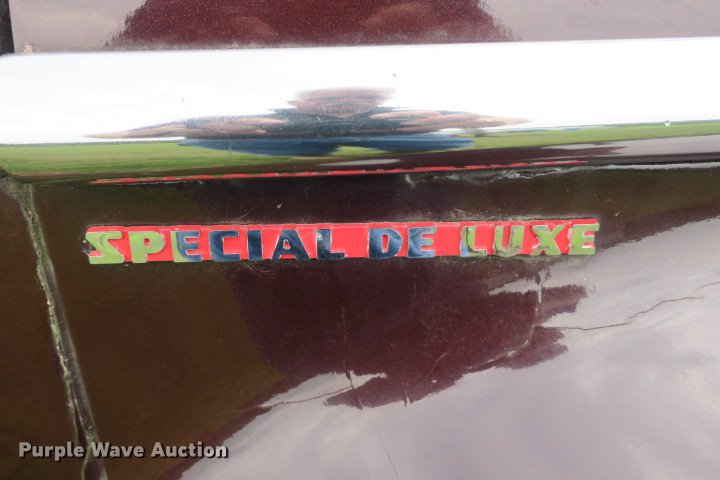 SPECIAL DE LUXE
Purple Wave Auction